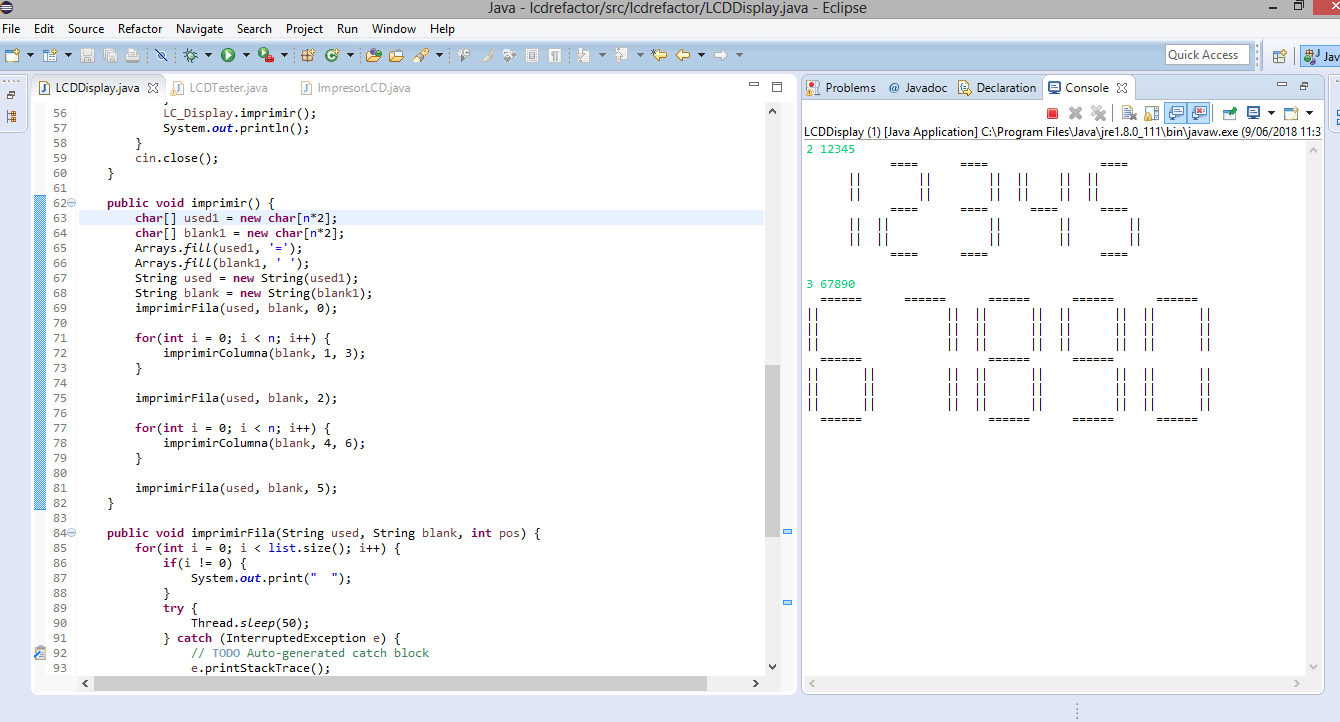 Java - lcdrefactor/src/lcdrefactor/LCDDisplay.java - Eclipse
File Edit Source Refactor Navigate Search Project Run Window Help
Quick Access
Jav
LCDDisplay.java LCDTester.java ImpresorLCD.java
56 LC_Display.imprimir();
57 System.out.println();
58 }
59 cin.close();
60 }
61
62 public void imprimir() {
63 char[] used1 = new char[n*2];
64 char[] blank1 = new char[n*2];
65 Arrays.fill(used1, '=');
66 Arrays.fill(blank1, ' ');
67 String used = new String(used1);
68 String blank = new String(blank1);
69 imprimirFila(used, blank, 0);
70
71 for(int i = 0; i < n; i++) {
72 imprimirColumna(blank, 1, 3);
73 }
74
75 imprimirFila(used, blank, 2);
76
77 for(int i = 0; i < n; i++) {
78 imprimirColumna(blank, 4, 6);
79 }
80
81 imprimirFila(used, blank, 5);
82 }
83
84 public void imprimirFila(String used, String blank, int pos) {
85 for(int i = 0; i < list.size(); i++) {
86 if(i != 0) {
87 System.out.print("  ");
88 }
89 try {
90 Thread.sleep(50);
91 } catch (InterruptedException e) {
92 // TODO Auto-generated catch block
93 e.printStackTrace();
Problems @ Javadoc Declaration Console
LCDDisplay (1) [Java Application] C:\Program Files\Java\jre1.8.0_111\bin\javaw.exe (9/06/2018 11:3
2 12345
            ====      ====                ====
      ||        ||        ||  ||    ||  ||
      ||        ||        ||  ||    ||  ||
            ====      ====      ====      ====
      ||  ||              ||        ||        ||
      ||  ||              ||        ||        ||
            ====      ====                ====
3 67890
  ======      ======      ======      ======      ======
||                  ||  ||      ||  ||      ||  ||      ||
||                  ||  ||      ||  ||      ||  ||      ||
||                  ||  ||      ||  ||      ||  ||      ||
  ======                  ======      ======
||      ||          ||  ||      ||          ||  ||      ||
||      ||          ||  ||      ||          ||  ||      ||
||      ||          ||  ||      ||          ||  ||      ||
  ======                  ======      ======      ======